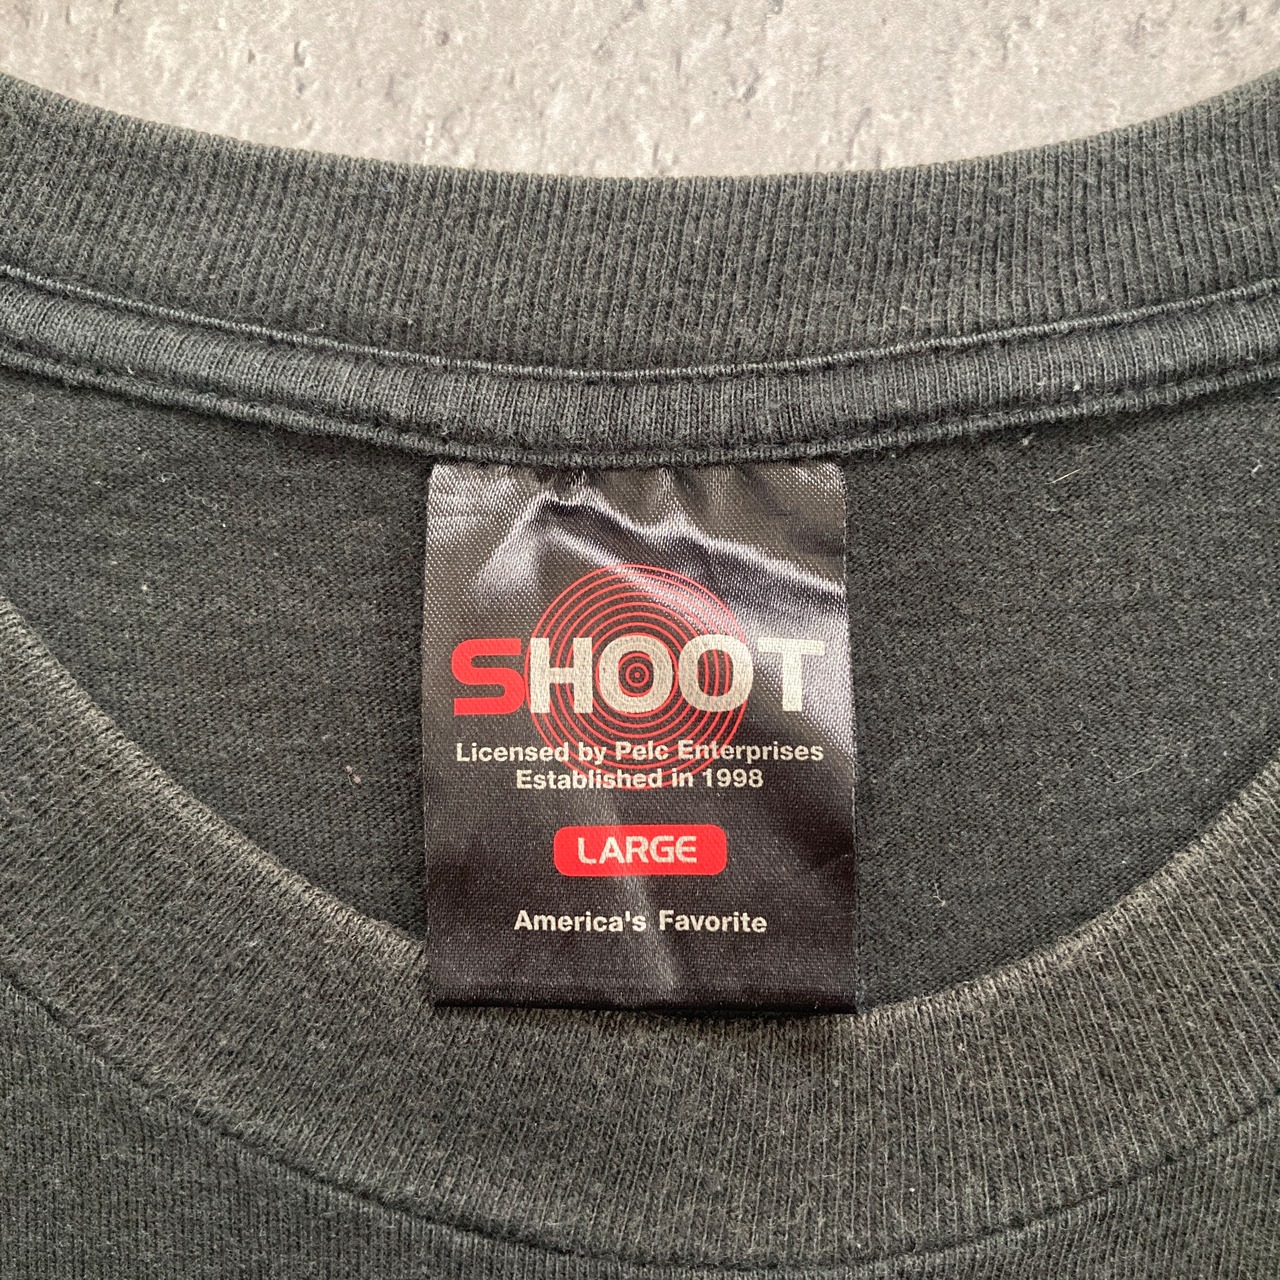 SHOOT
Licensed by Pelc Enterprises
Established in 1998
LARGE
America's Favorite